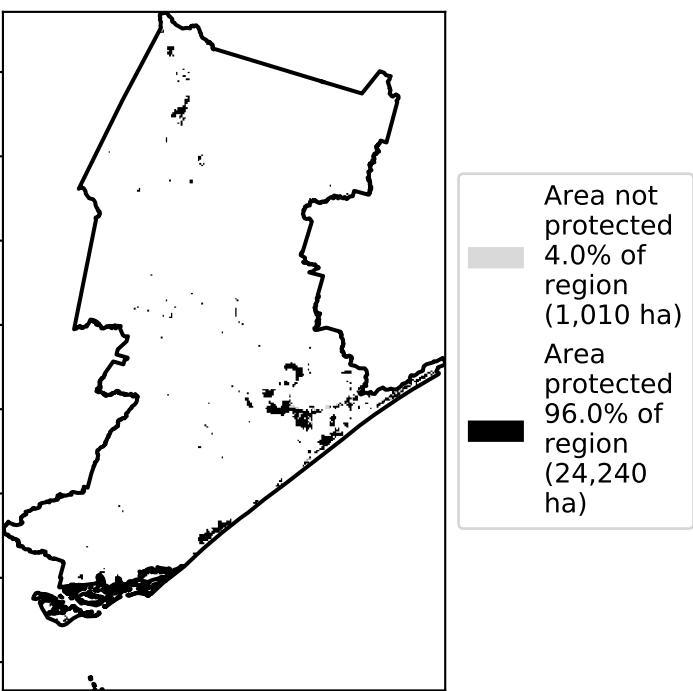 Area not
protected
4.0% of
region
(1,010 ha)
Area
protected
96.0% of
region
(24,240
ha)